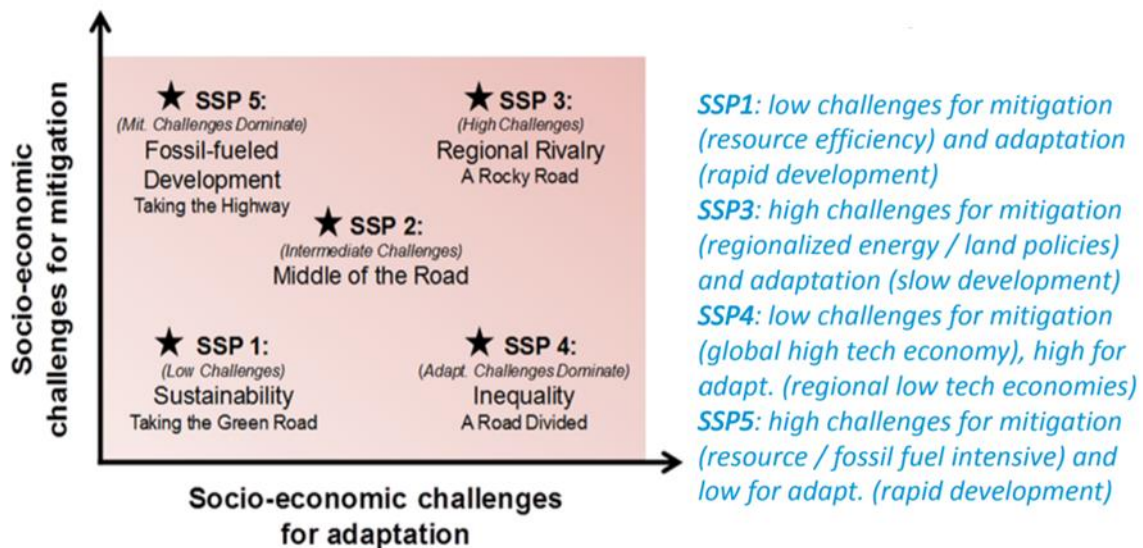 Socio-economic
challenges for mitigation
★ SSP 5:
(Mit. Challenges Dominate)
Fossil-fueled
Development
Taking the Highway
★ SSP 3:
(High Challenges)
Regional Rivalry
A Rocky Road
★ SSP 2:
(Intermediate Challenges)
Middle of the Road
★ SSP 1:
(Low Challenges)
Sustainability
Taking the Green Road
★ SSP 4:
(Adapt. Challenges Dominate)
Inequality
A Road Divided
Socio-economic challenges
for adaptation
SSP1: low challenges for mitigation
(resource efficiency) and adaptation
(rapid development)
SSP3: high challenges for mitigation
(regionalized energy / land policies)
and adaptation (slow development)
SSP4: low challenges for mitigation
(global high tech economy), high for
adapt. (regional low tech economies)
SSP5: high challenges for mitigation
(resource / fossil fuel intensive) and
low for adapt. (rapid development)